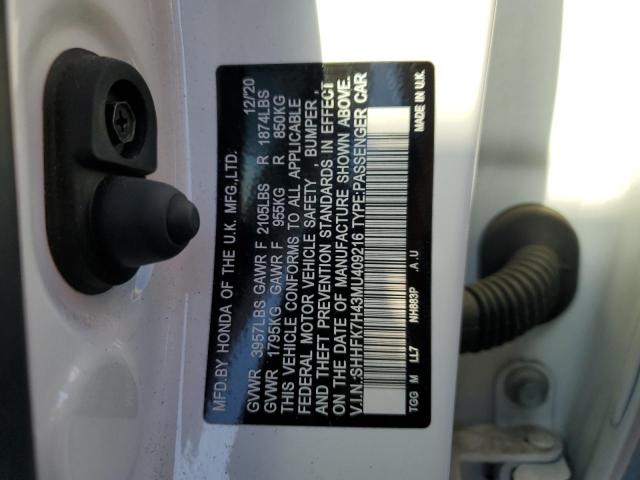 MFD.BY HONDA OF THE U.K. MFG.,LTD. 12/20
GVWR 3957LBS GAWR F 2105LBS R 1874LBS
GVWR 1795KG GAWR F 955KG R 850KG
THIS VEHICLE CONFORMS TO ALL APPLICABLE
FEDERAL MOTOR VEHICLE SAFETY , BUMPER ,
AND THEFT PREVENTION STANDARDS IN EFFECT
ON THE DATE OF MANUFACTURE SHOWN ABOVE.
V.I.N.:SHHFK7H43MU409216 TYPE:PASSENGER CAR
TGG M LL7 NH883P .A.U MADE IN U.K.